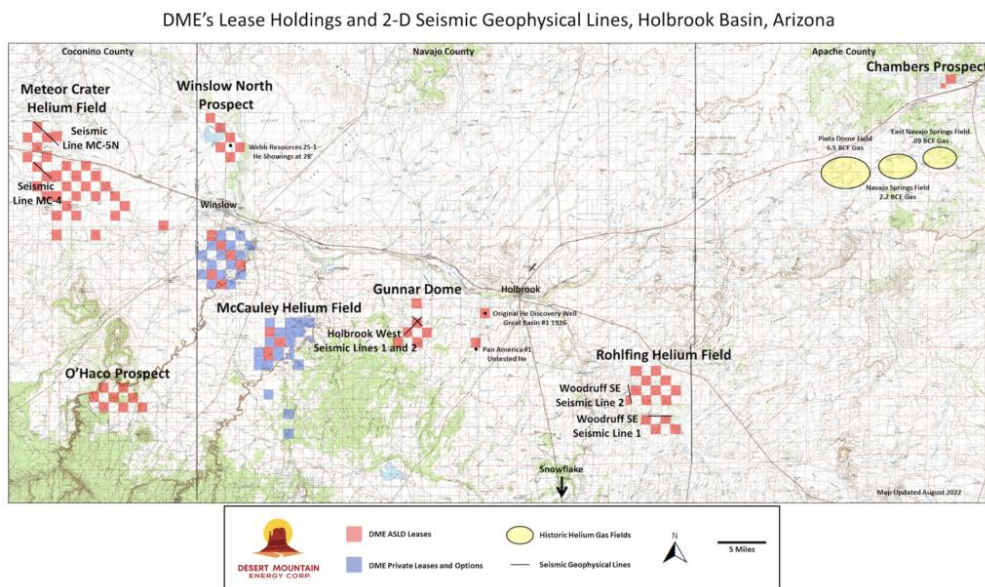 DME's Lease Holdings and 2-D Seismic Geophysical Lines, Holbrook Basin, Arizona
Coconino County
Navajo County
Apache County
Chambers Prospect
Meteor Crater
Helium Field
Winslow North
Prospect
Seismic
Line MC-5N
Webb Resources 25-1
He Showings at 28'
Pinta Dome Field
6.5 BCF Gas
East Navajo Springs Field
.09 BCF Gas
Seismic
Line MC-4
Navajo Springs Field
2.2 BCF Gas
Winslow
Gunnar Dome
Holbrook
McCauley Helium Field
Original He Discovery Well
Great Basin #1 1926
Holbrook West
Seismic Lines 1 and 2
Pan America #1
Untested He
Rohlfing Helium Field
O'Haco Prospect
Woodruff SE
Seismic Line 2
Woodruff SE
Seismic Line 1
Snowflake
Map Updated August 2022
DESERT MOUNTAIN
ENERGY CORP.
DME ASLD Leases
DME Private Leases and Options
Historic Helium Gas Fields
Seismic Geophysical Lines
N
5 Miles